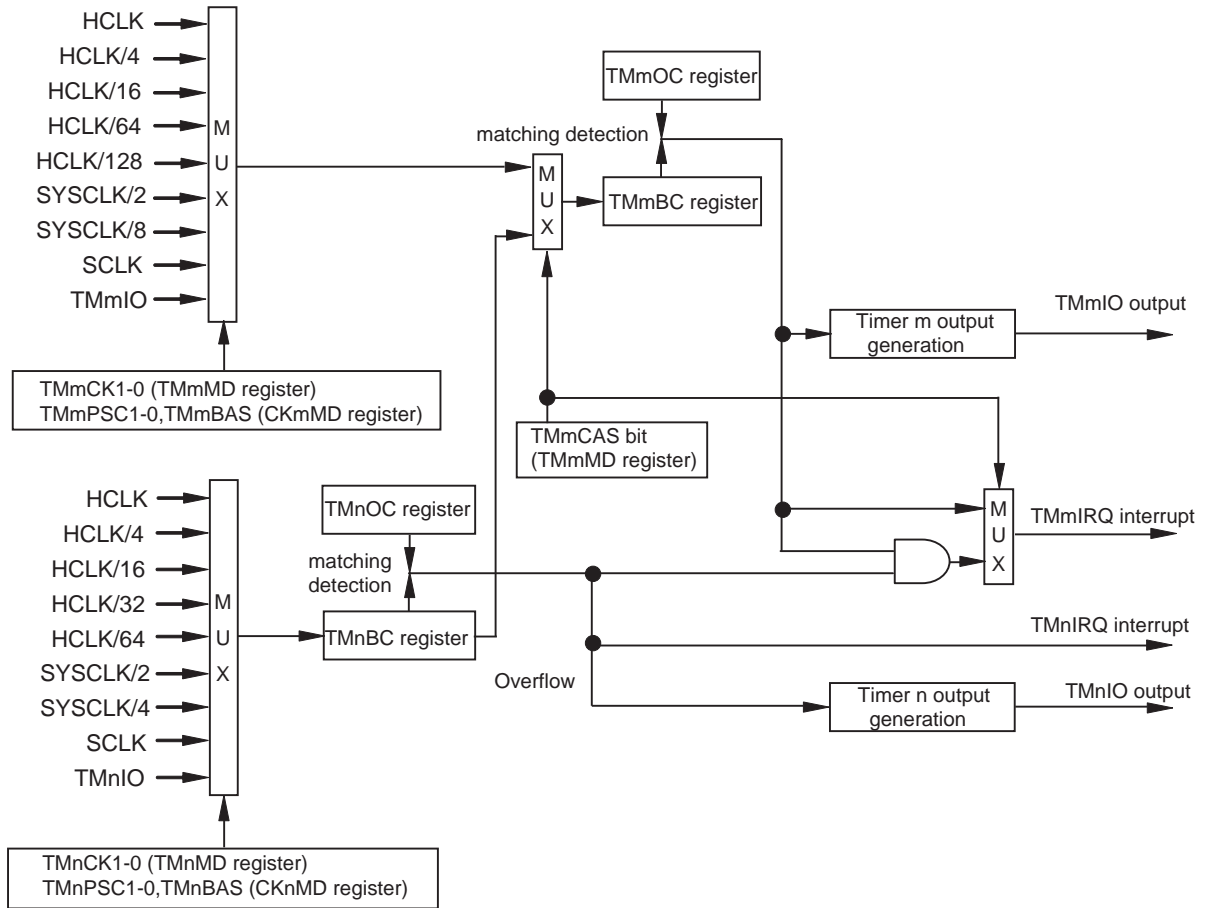 HCLK
HCLK/4
HCLK/16
HCLK/64
HCLK/128
SYSCLK/2
SYSCLK/8
SCLK
TMmIO
M
U
X
TMmCK1-0 (TMmMD register)
TMmPSC1-0,TMmBAS (CKmMD register)
TMmOC register
matching detection
M
U
X
TMmBC register
Timer m output
generation
TMmIO output
TMmCAS bit
(TMmMD register)
M
U
X
TMmIRQ interrupt
HCLK
HCLK/4
HCLK/16
HCLK/32
HCLK/64
SYSCLK/2
SYSCLK/4
SCLK
TMnIO
M
U
X
TMnOC register
matching
detection
TMnBC register
Overflow
TMnIRQ interrupt
Timer n output
generation
TMnIO output
TMnCK1-0 (TMnMD register)
TMnPSC1-0,TMnBAS (CKnMD register)